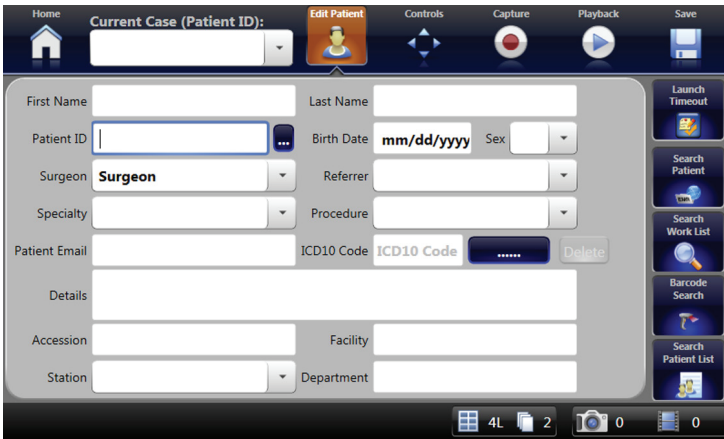 Home
Current Case (Patient ID):
Edit Patient
Controls
Capture
Playback
Save
First Name
Last Name
Patient ID
...
Birth Date
mm/dd/yyyy
Sex
Surgeon
Surgeon
Referrer
Specialty
Procedure
Patient Email
ICD10 Code
ICD10 Code
......
Delete
Details
Accession
Facility
Station
Department
Launch
Timeout
Search
Patient
Search
Work List
Barcode
Search
Search
Patient List
4L
2
0
0